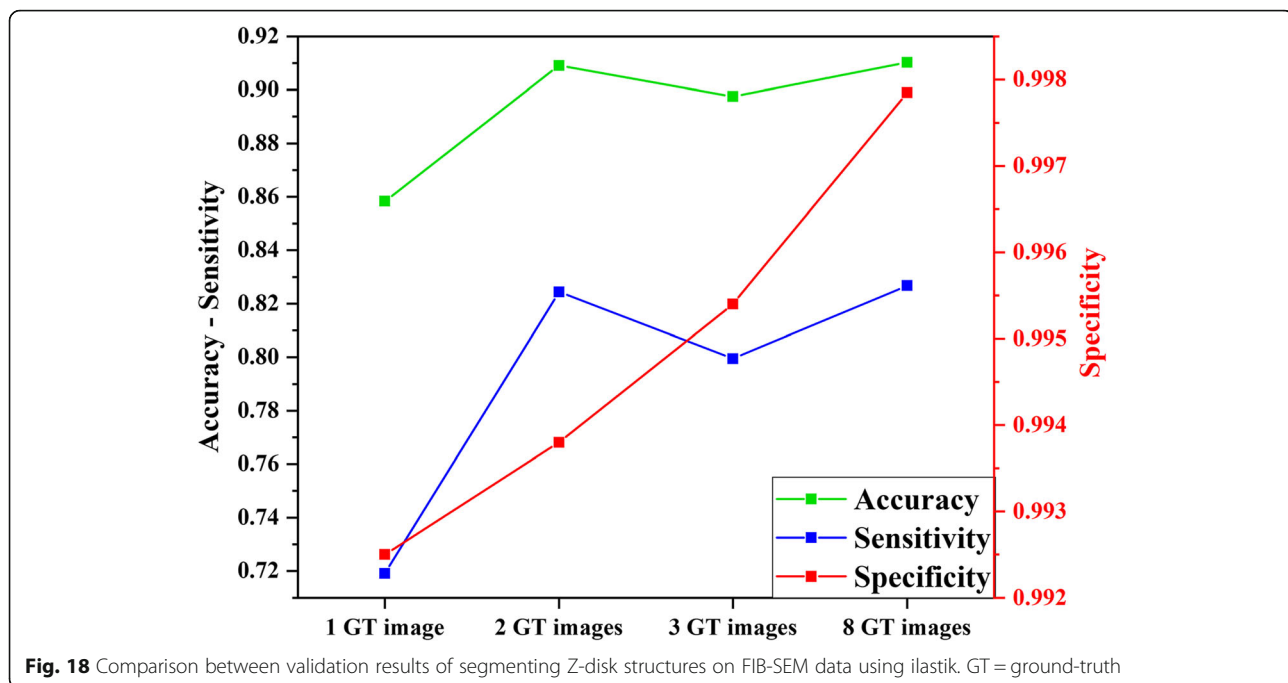 0.92
0.90
0.88
0.86
0.84
0.82
0.80
0.78
0.76
0.74
0.72
Accuracy - Sensitivity
0.998
0.997
0.996
0.995
0.994
0.993
0.992
Specificity
Accuracy
Sensitivity
Specificity
1 GT image 2 GT images 3 GT images 8 GT images
Fig. 18 Comparison between validation results of segmenting Z-disk structures on FIB-SEM data using ilastik. GT = ground-truth